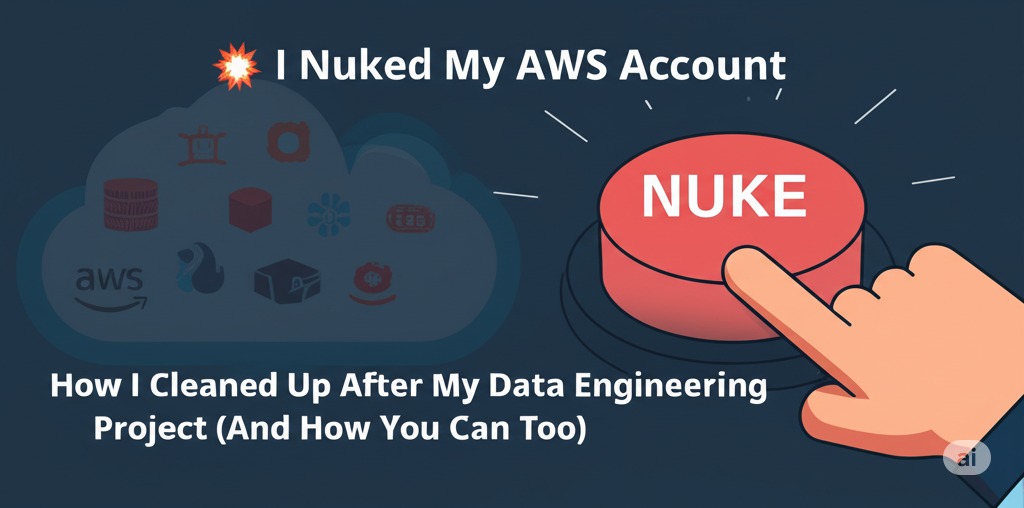 I Nuked My AWS Account
NUKE
aws
How I Cleaned Up After My Data Engineering
Project (And How You Can Too)
ai